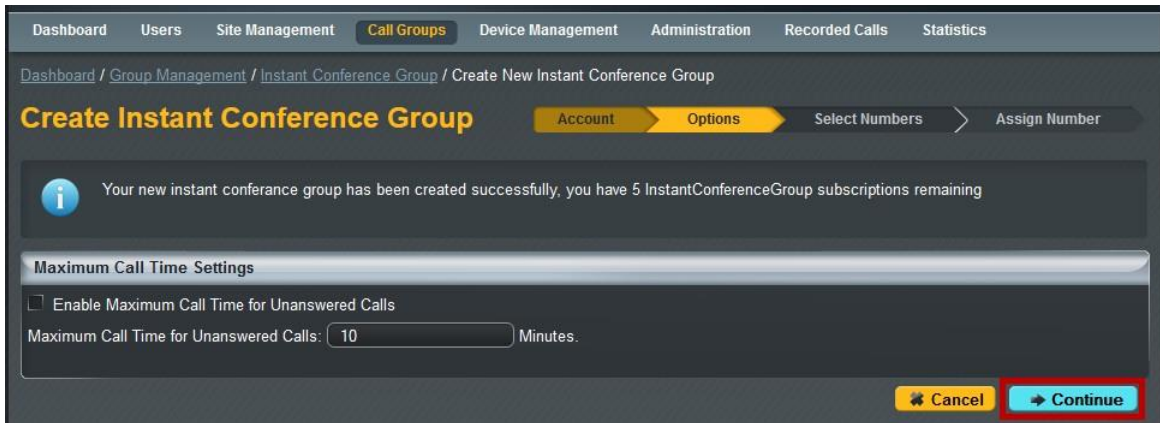 Dashboard Users Site Management Call Groups Device Management Administration Recorded Calls Statistics
Dashboard / Group Management / Instant Conference Group / Create New Instant Conference Group
Create Instant Conference Group Account Options Select Numbers Assign Number
Your new instant conferance group has been created successfully, you have 5 InstantConferenceGroup subscriptions remaining
Maximum Call Time Settings
Enable Maximum Call Time for Unanswered Calls
Maximum Call Time for Unanswered Calls: 10 Minutes.
Cancel Continue